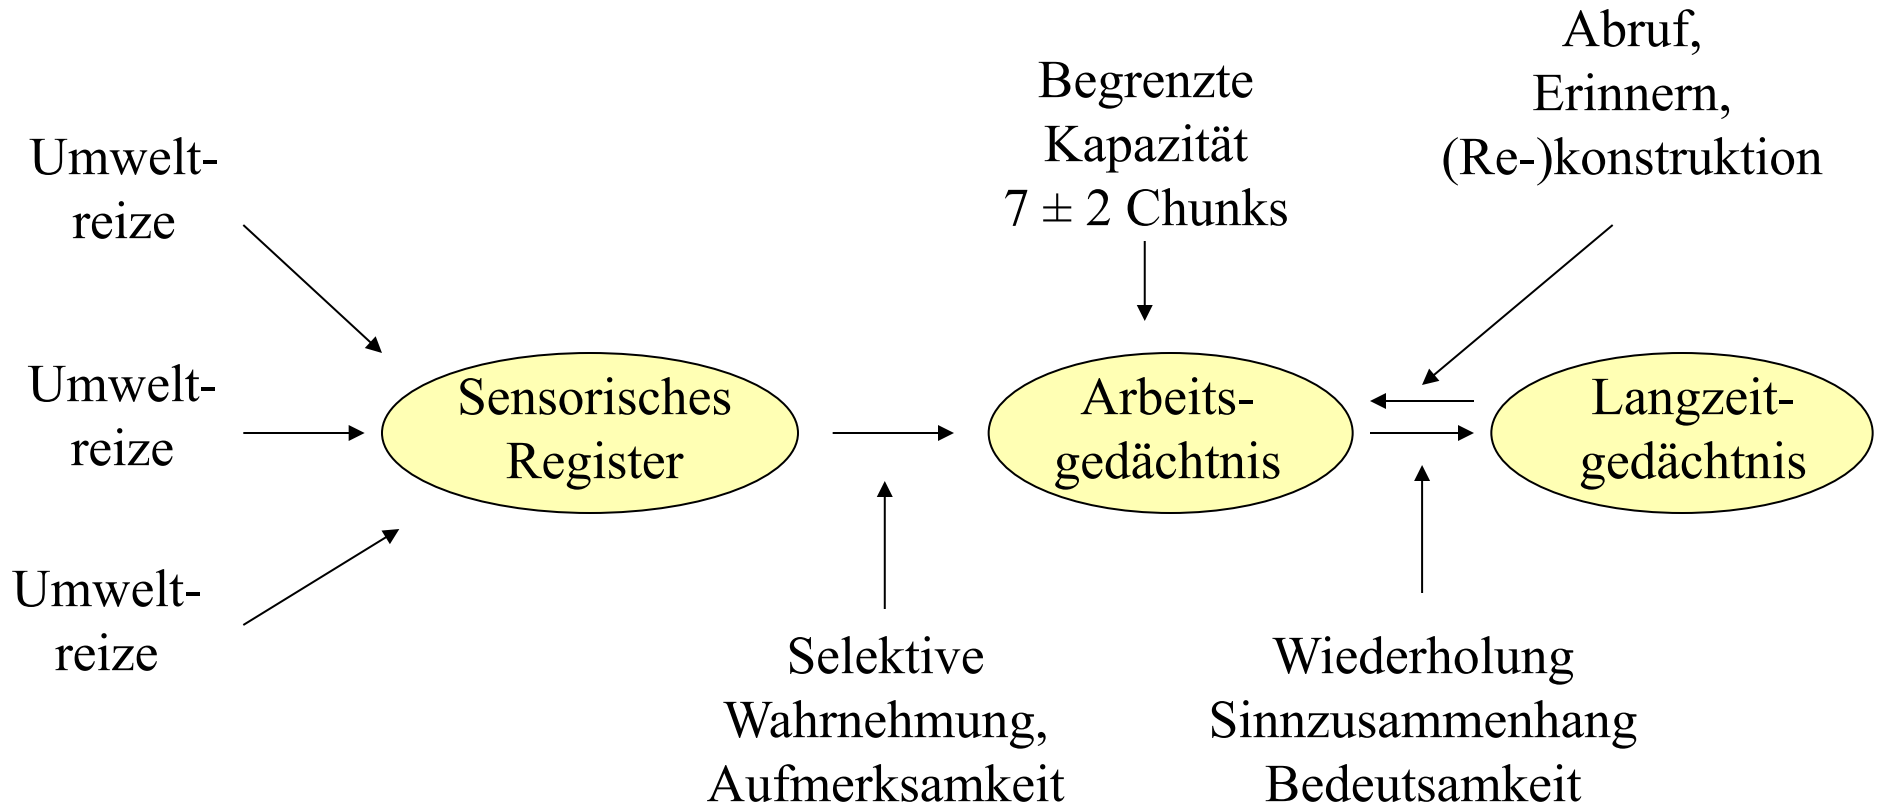 Umwelt-
reize
Umwelt-
reize
Umwelt-
reize
Sensorisches
Register
Selektive
Wahrnehmung,
Aufmerksamkeit
Begrenzte
Kapazität
7 ± 2 Chunks
Arbeits-
gedächtnis
Abruf,
Erinnern,
(Re-)konstruktion
Langzeit-
gedächtnis
Wiederholung
Sinnzusammenhang
Bedeutsamkeit